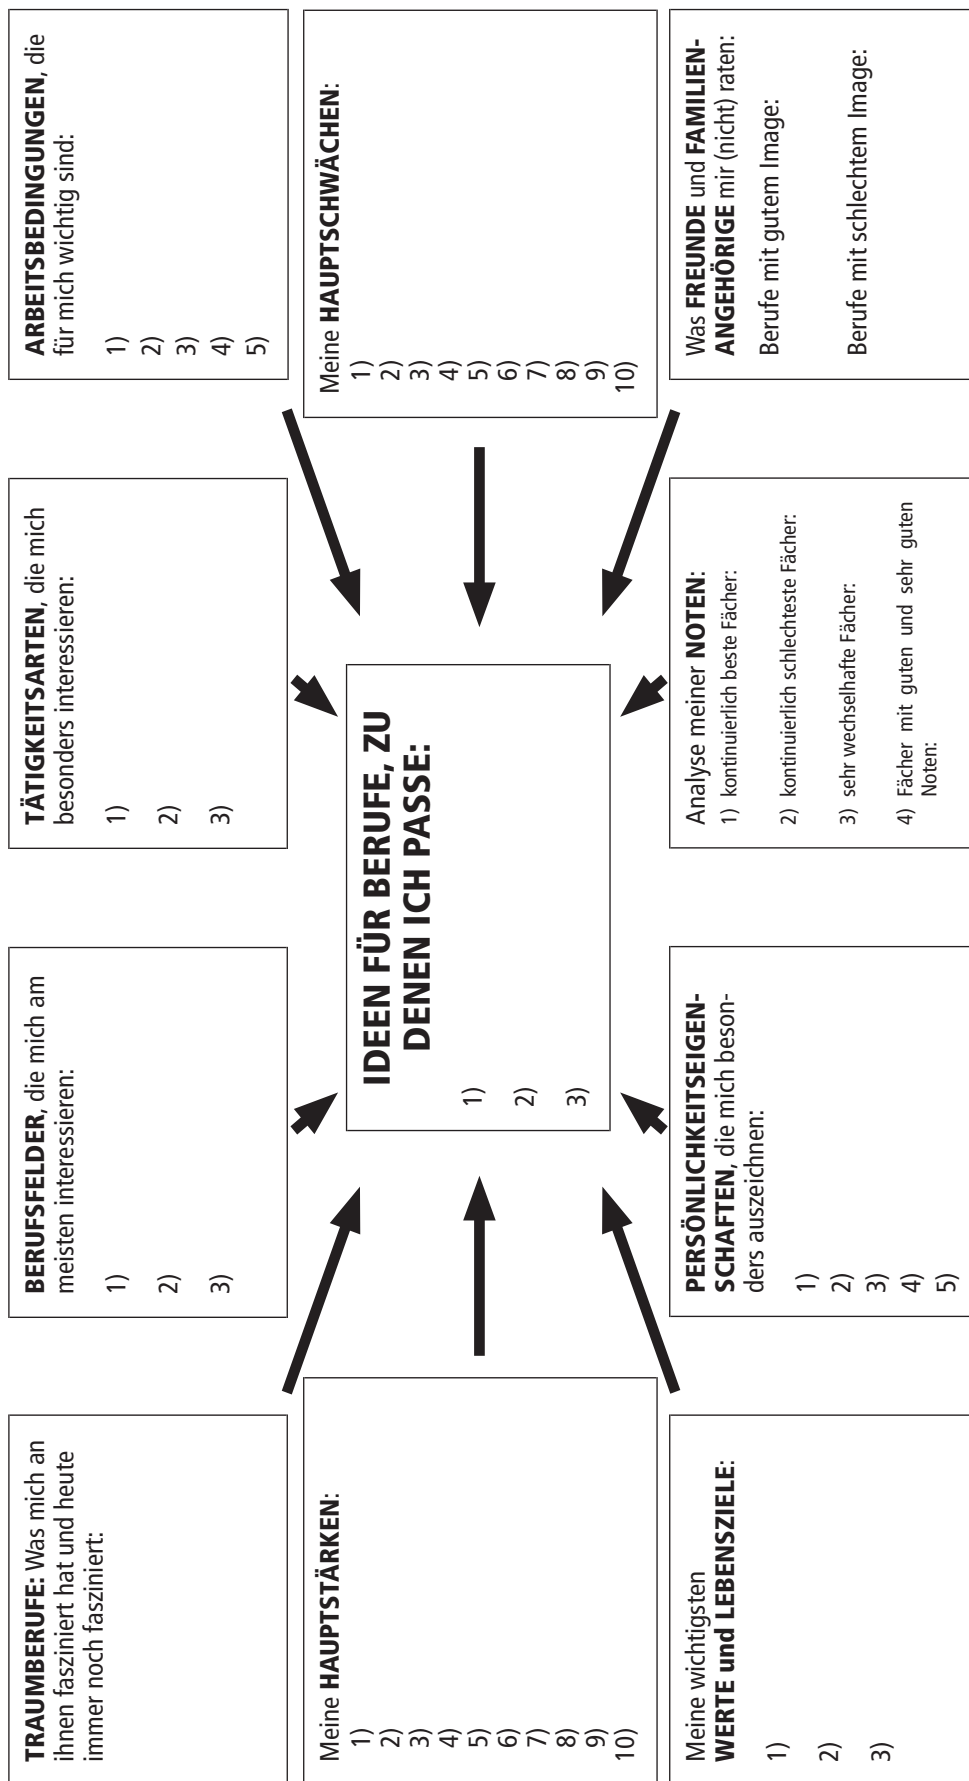 TRAUMBERUFE: Was mich an
ihnen fasziniert hat und heute
immer noch fasziniert:
BERUFSFELDER, die mich am
meisten interessieren:
1)
2)
3)
TÄTIGKEITSARTEN, die mich
besonders interessieren:
1)
2)
3)
ARBEITSBEDINGUNGEN, die
für mich wichtig sind:
1)
2)
3)
4)
5)
Meine HAUPTSTÄRKEN:
1)
2)
3)
4)
5)
6)
7)
8)
9)
10)
IDEEN FÜR BERUFE, ZU
DENEN ICH PASSE:
1)
2)
3)
Meine HAUPTSCHWÄCHEN:
1)
2)
3)
4)
5)
6)
7)
8)
9)
10)
Meine wichtigsten
WERTE und LEBENSZIELE:
1)
2)
3)
PERSÖNLICHKEITSEIGEN-
SCHAFTEN, die mich beson-
ders auszeichnen:
1)
2)
3)
4)
5)
Analyse meiner NOTEN:
1) kontinuierlich beste Fächer:
2) kontinuierlich schlechteste Fächer:
3) sehr wechselhafte Fächer:
4) Fächer mit guten und sehr guten
Noten:
Was FREUNDE und FAMILIEN-
ANGEHÖRIGE mir (nicht) raten:
Berufe mit gutem Image:
Berufe mit schlechtem Image: